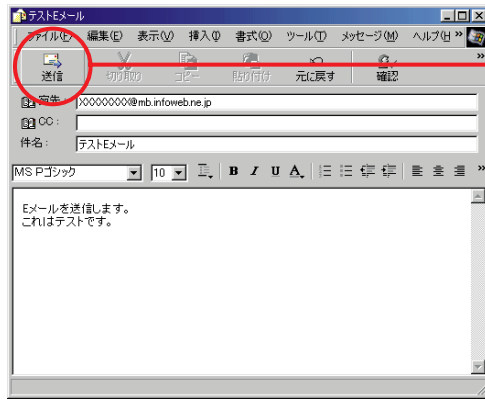 テストEメール
ファイル(F) 編集(E) 表示(V) 挿入(I) 書式(O) ツール(T) メッセージ(M) ヘルプ(H) »
送信 切り取り コピー 貼り付け 元に戻す 確認 »
宛先: XXXXXXXX@mb.infoweb.ne.jp
CC:
件名: テストEメール
MS Pゴシック 10 B I U A »
Eメールを送信します。
これはテストです。